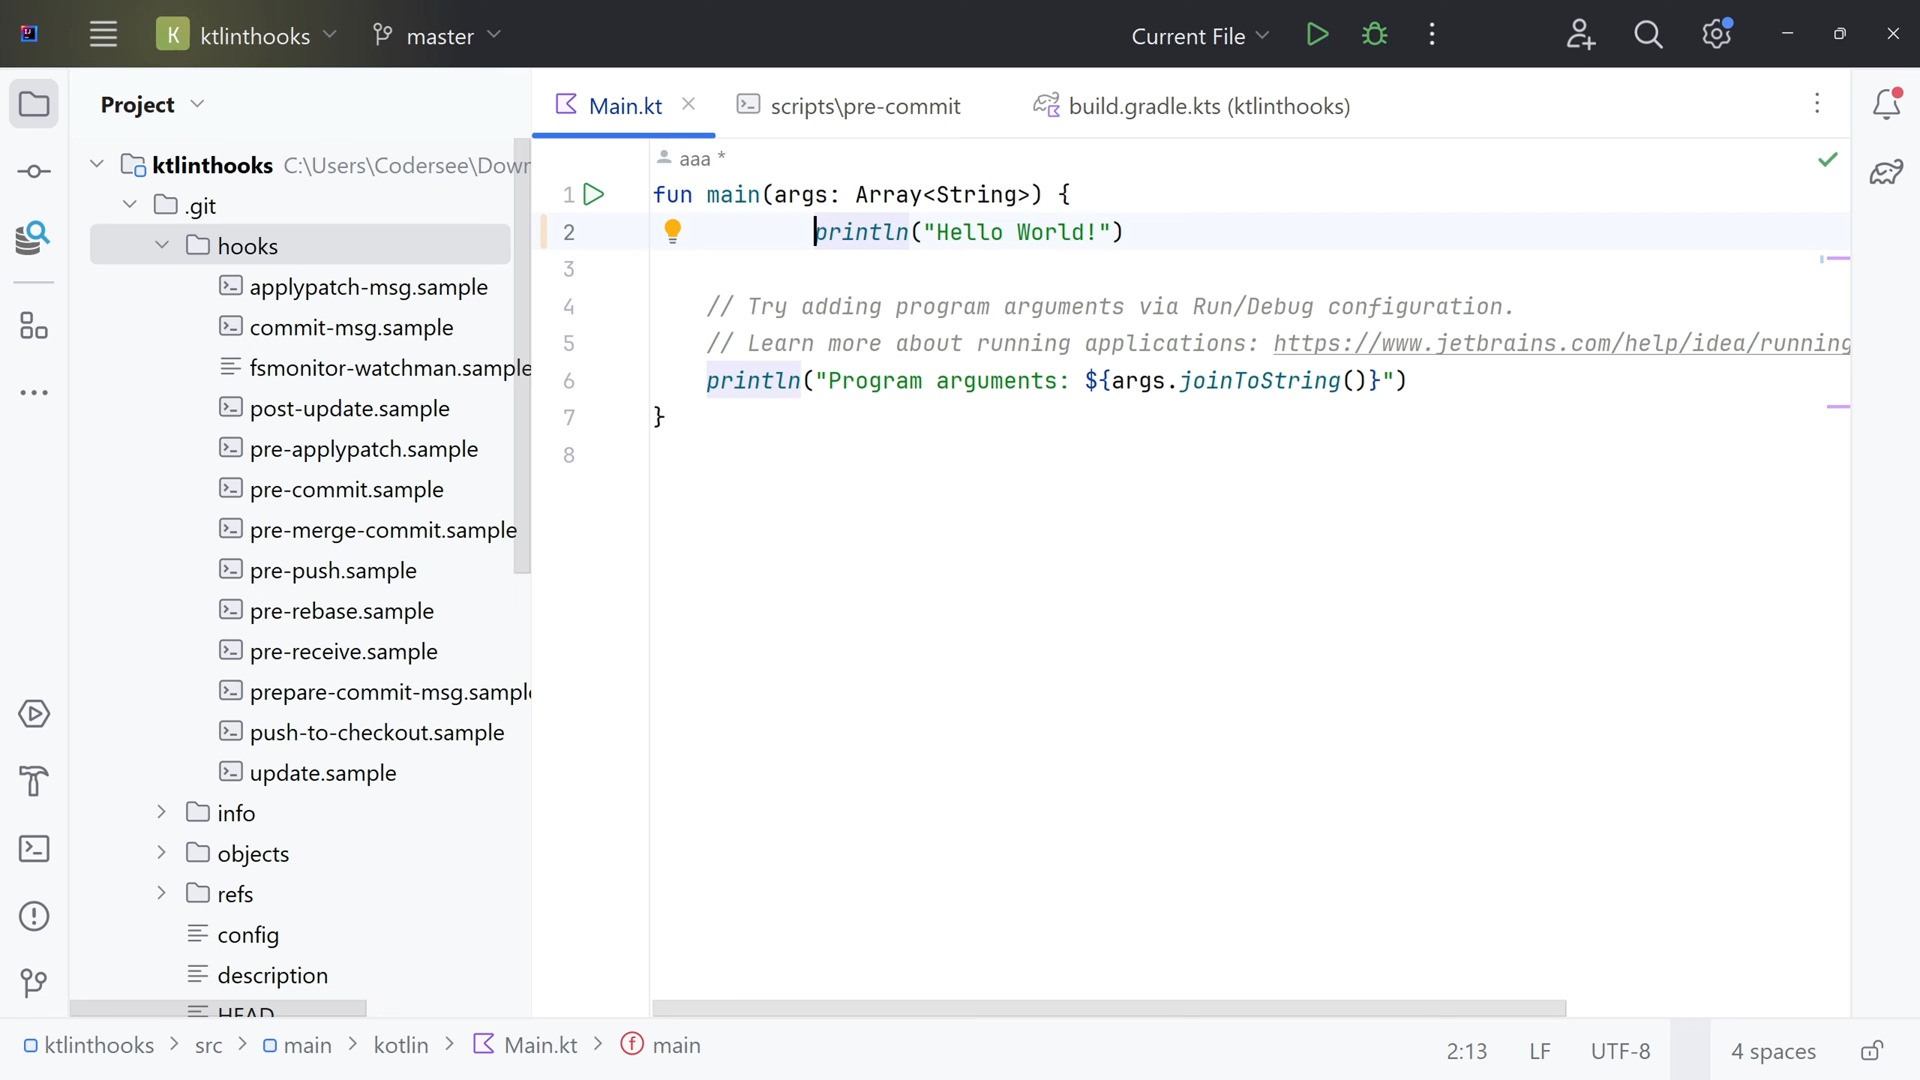 K ktlinthooks master Current File
Project
Main.kt scripts\pre-commit build.gradle.kts (ktlinthooks)
ktlinthooks C:\Users\Codersee\Dowr
.git
hooks
applypatch-msg.sample
commit-msg.sample
fsmonitor-watchman.sample
post-update.sample
pre-applypatch.sample
pre-commit.sample
pre-merge-commit.sample
pre-push.sample
pre-rebase.sample
pre-receive.sample
prepare-commit-msg.sampl
push-to-checkout.sample
update.sample
info
objects
refs
config
description
HEAD
aaa *
1 fun main(args: Array<String>) {
2 println("Hello World!")
3
4 // Try adding program arguments via Run/Debug configuration.
5 // Learn more about running applications: https://www.jetbrains.com/help/idea/running
6 println("Program arguments: ${args.joinToString()}")
7 }
8
ktlinthooks > src > main > kotlin > Main.kt > main
2:13 LF UTF-8 4 spaces